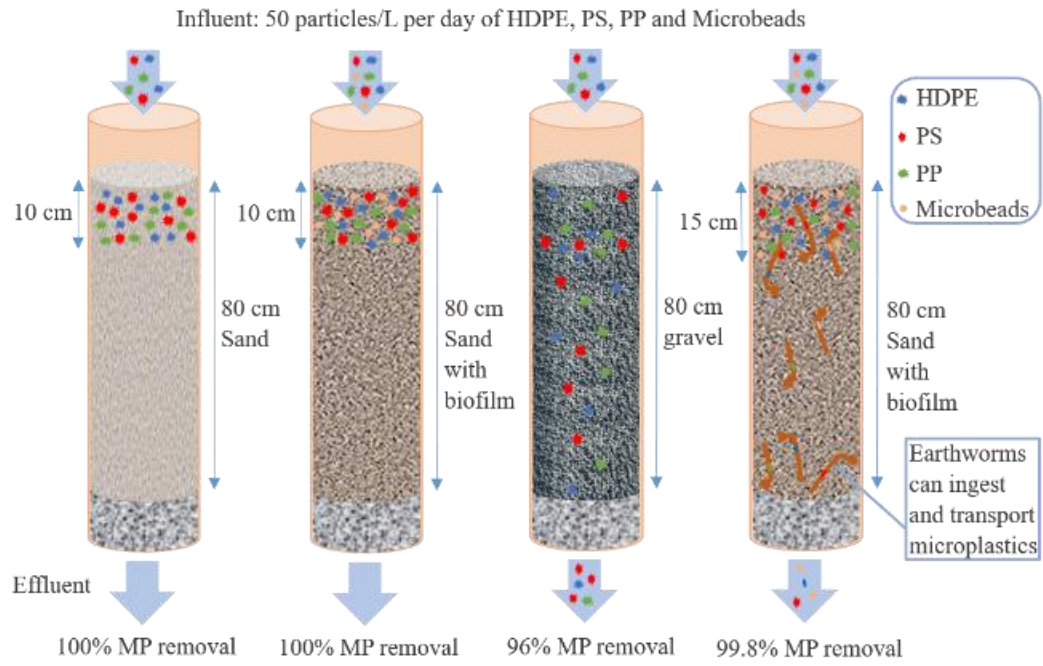 Influent: 50 particles/L per day of HDPE, PS, PP and Microbeads
HDPE
PS
PP
Microbeads
10 cm
80 cm
Sand
10 cm
80 cm
Sand
with
biofilm
80 cm
gravel
15 cm
80 cm
Sand
with
biofilm
Earthworms
can ingest
and transport
microplastics
Effluent
100% MP removal
100% MP removal
96% MP removal
99.8% MP removal